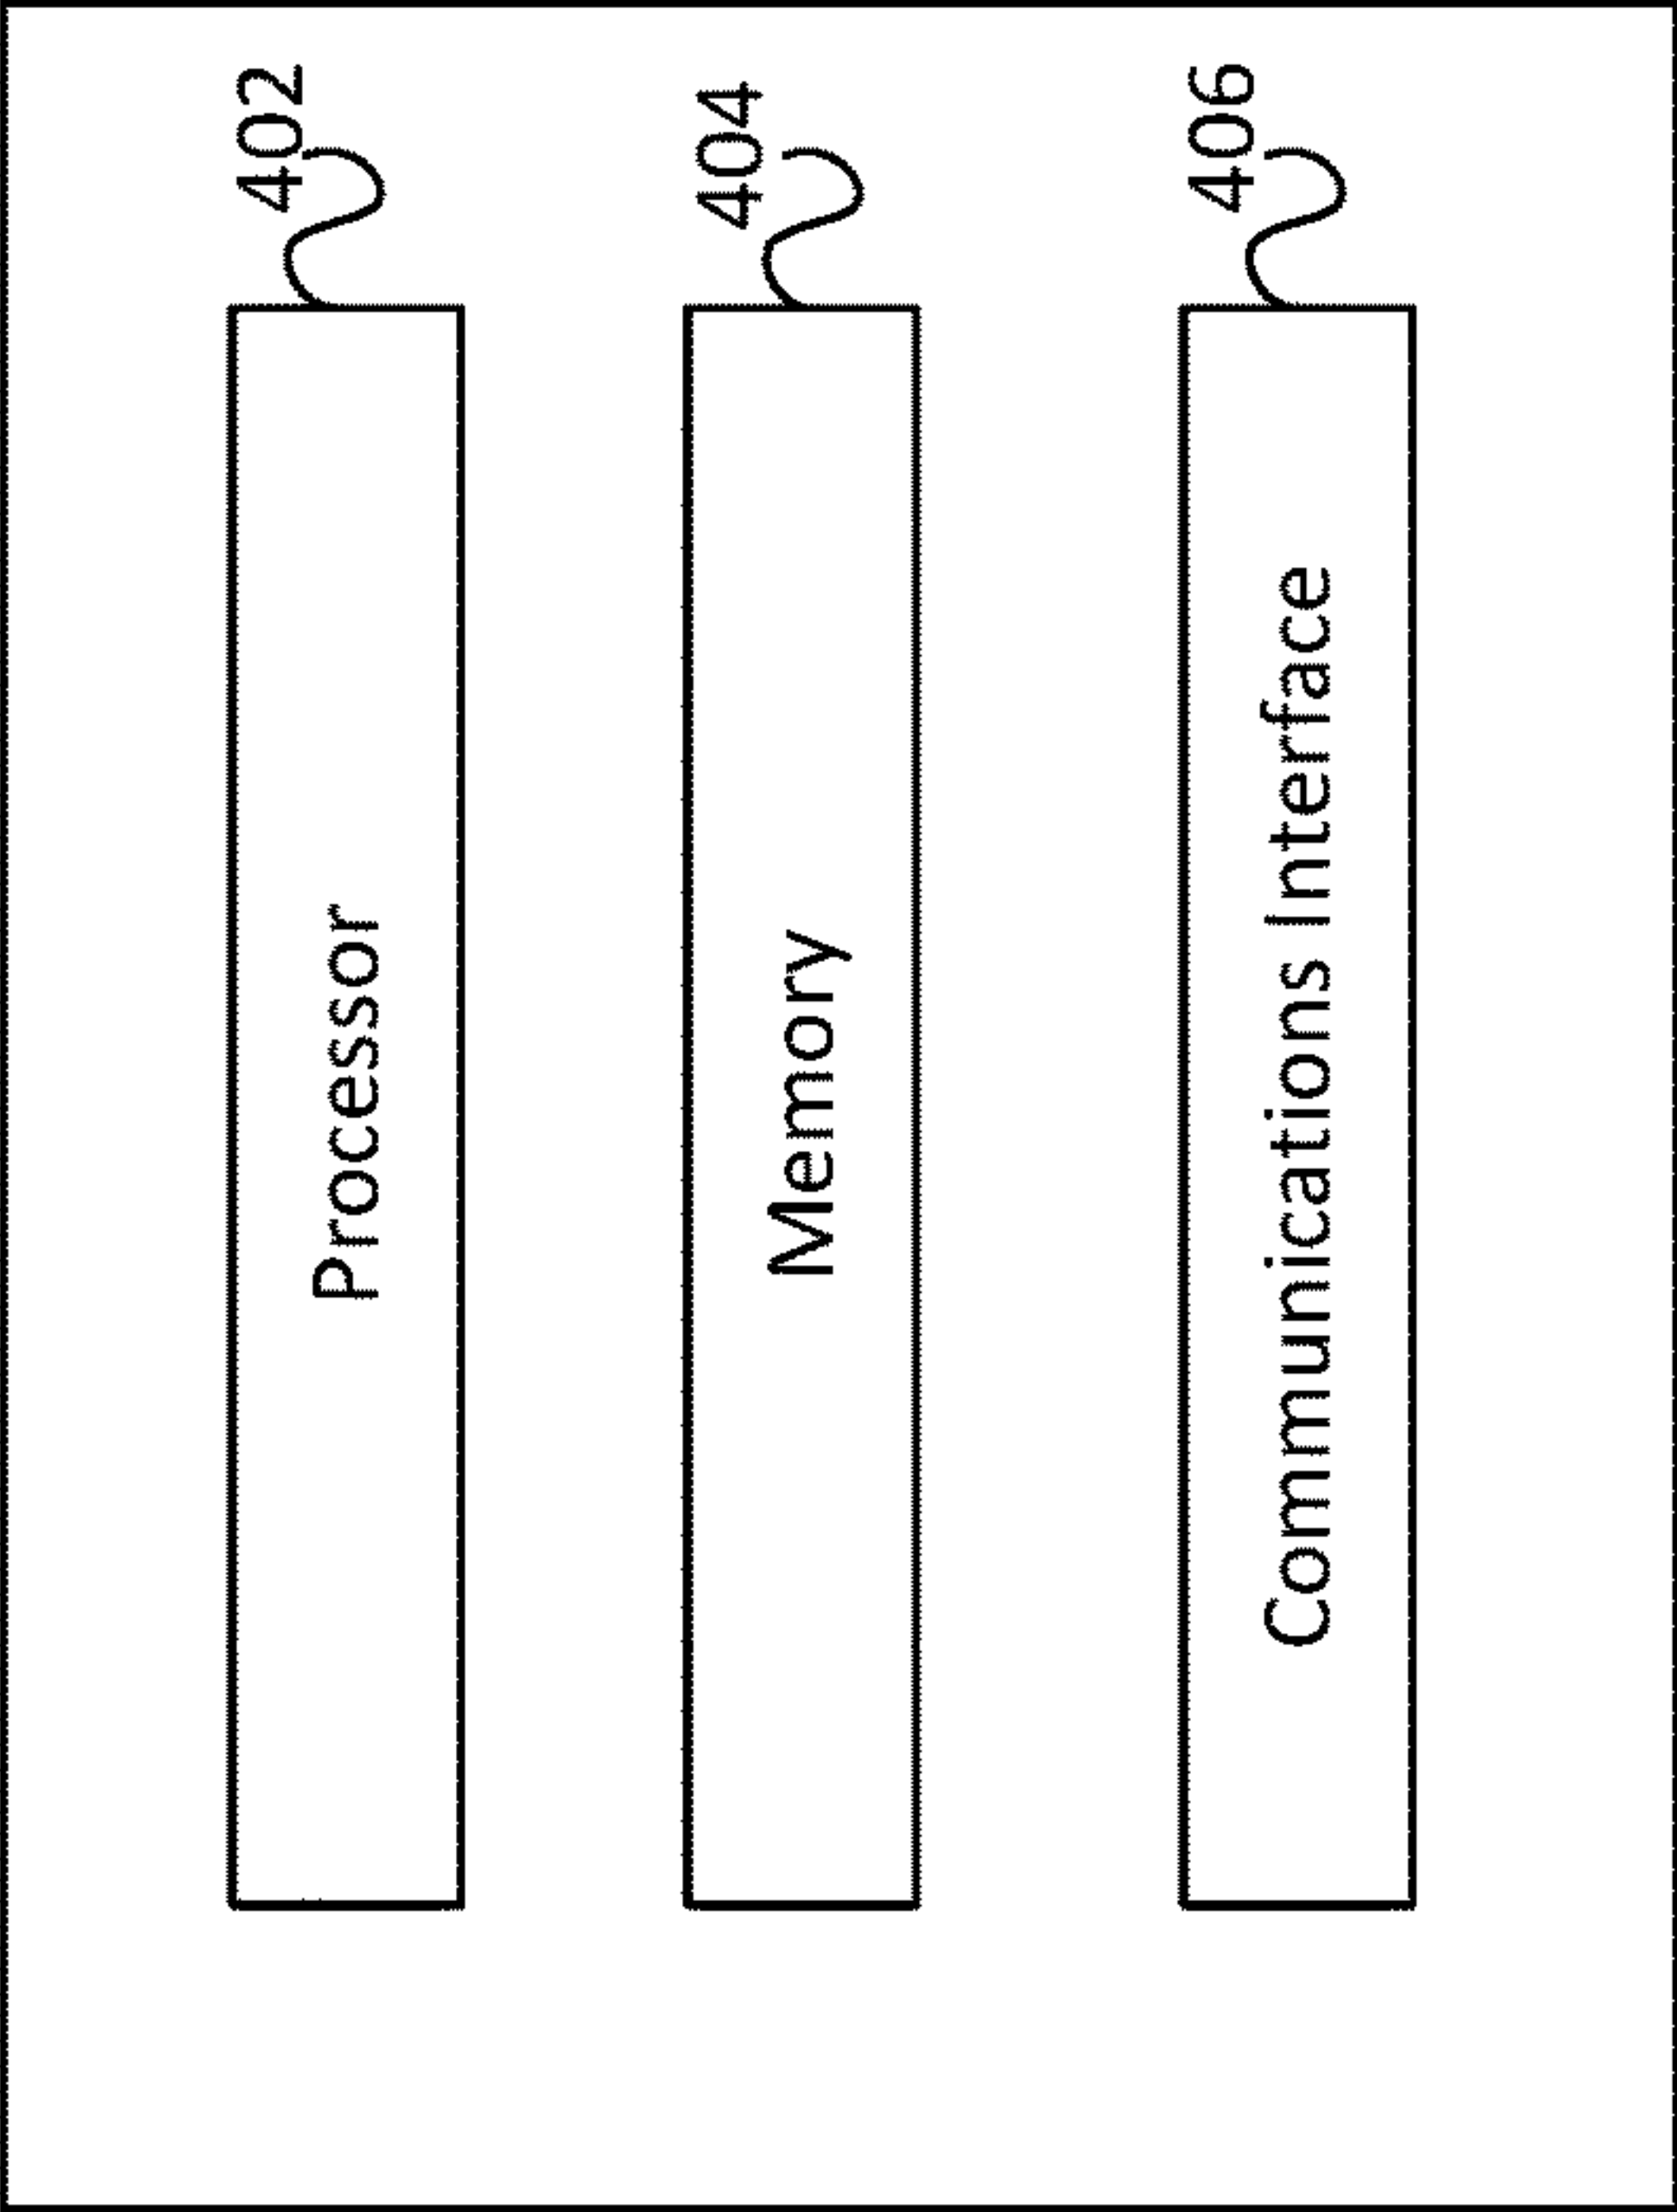 402
Processor
404
Memory
406
Communications Interface